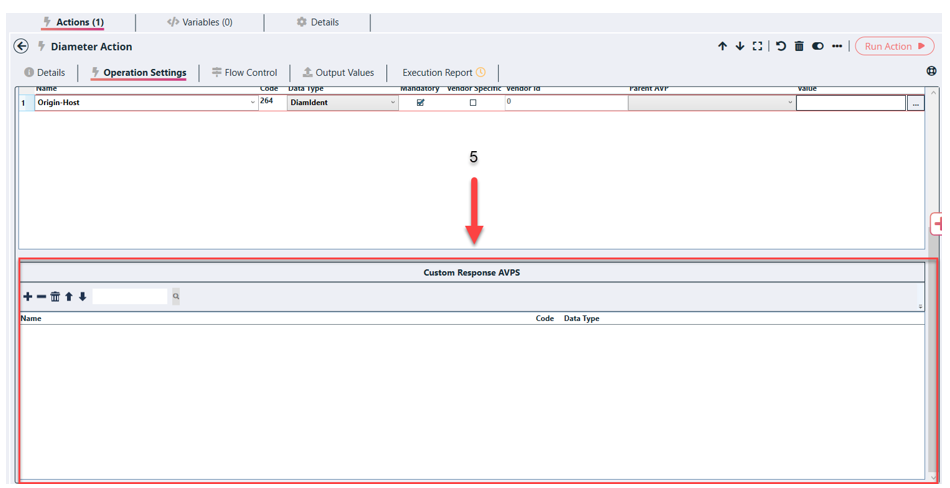 Actions (1) Variables (0) Details
Diameter Action Run Action
Details Operation Settings Flow Control Output Values Execution Report
Name Code Data Type Mandatory Vendor Specific Vendor Id Parent AVP Value
1 Origin-Host 264 DiamIdent 0 ...
5
Custom Response AVPS
Name Code Data Type